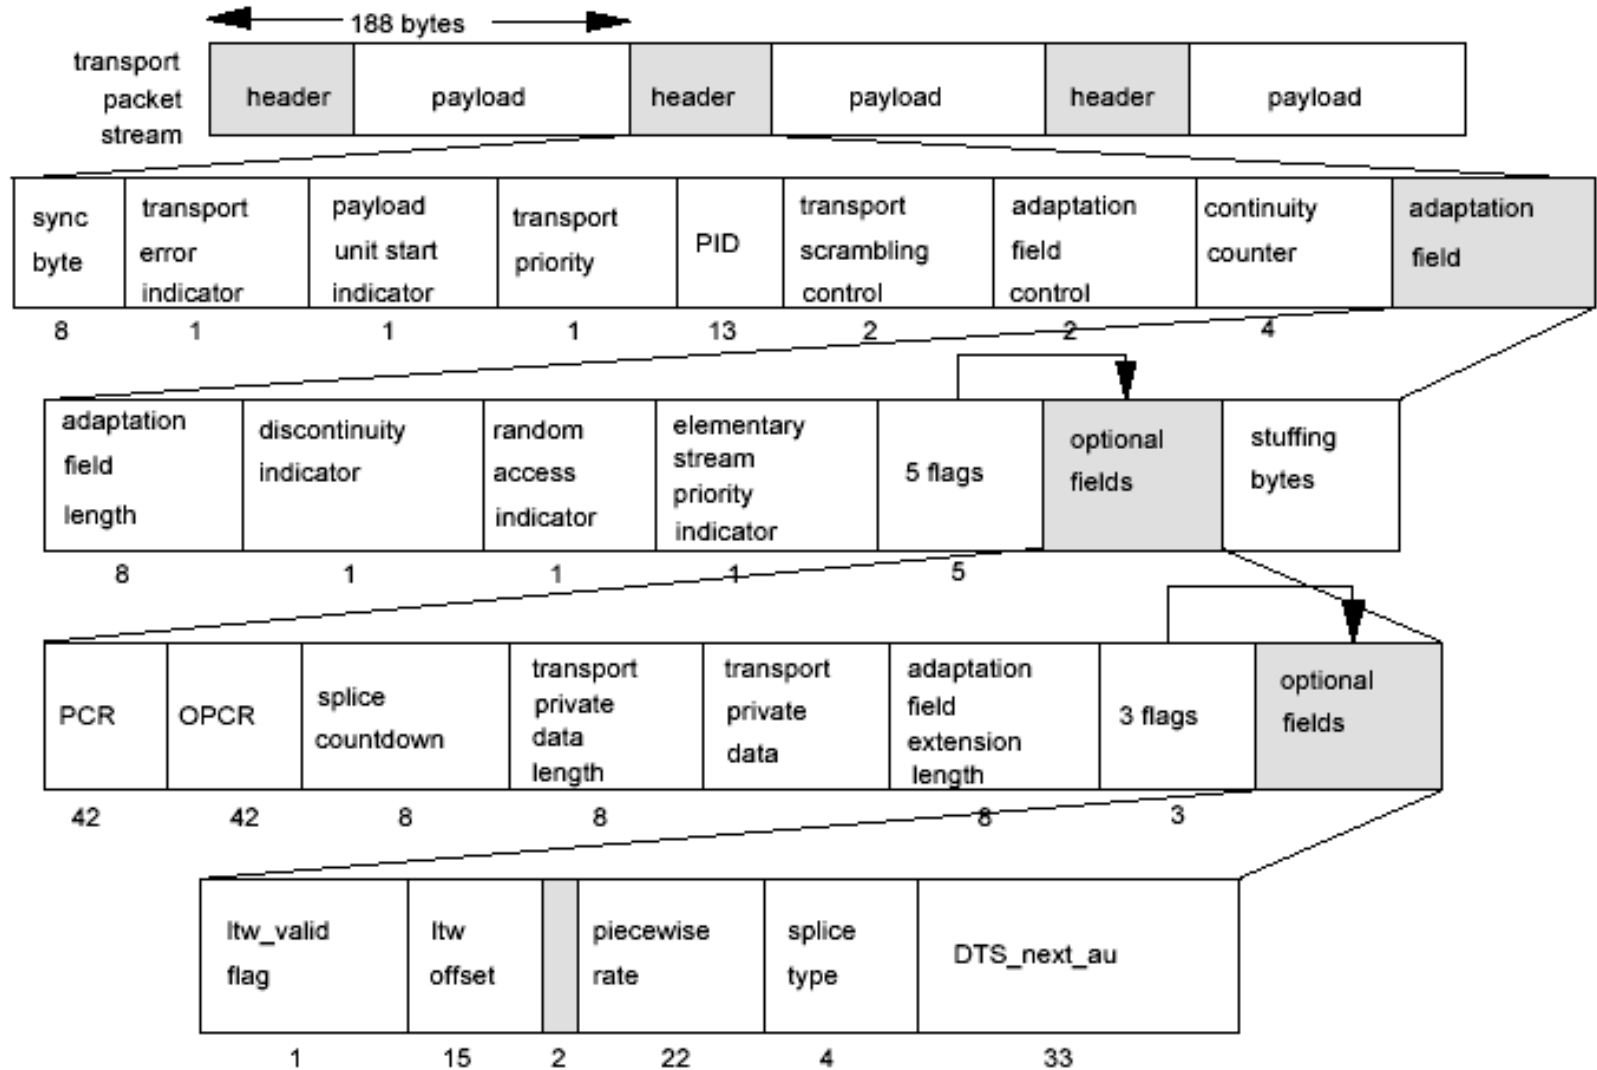 188 bytes
transport
packet
stream
header
payload
header
payload
header
payload
sync
byte
transport
error
indicator
payload
unit start
indicator
transport
priority
PID
transport
scrambling
control
adaptation
field
control
continuity
counter
adaptation
field
8
1
1
1
13
2
2
4
adaptation
field
length
discontinuity
indicator
random
access
indicator
elementary
stream
priority
indicator
5 flags
optional
fields
stuffing
bytes
8
1
1
1
5
PCR
OPCR
splice
countdown
transport
private
data
length
transport
private
data
adaptation
field
extension
length
3 flags
optional
fields
42
42
8
8
8
3
ltw_valid
flag
ltw
offset
piecewise
rate
splice
type
DTS_next_au
1
15
2
22
4
33